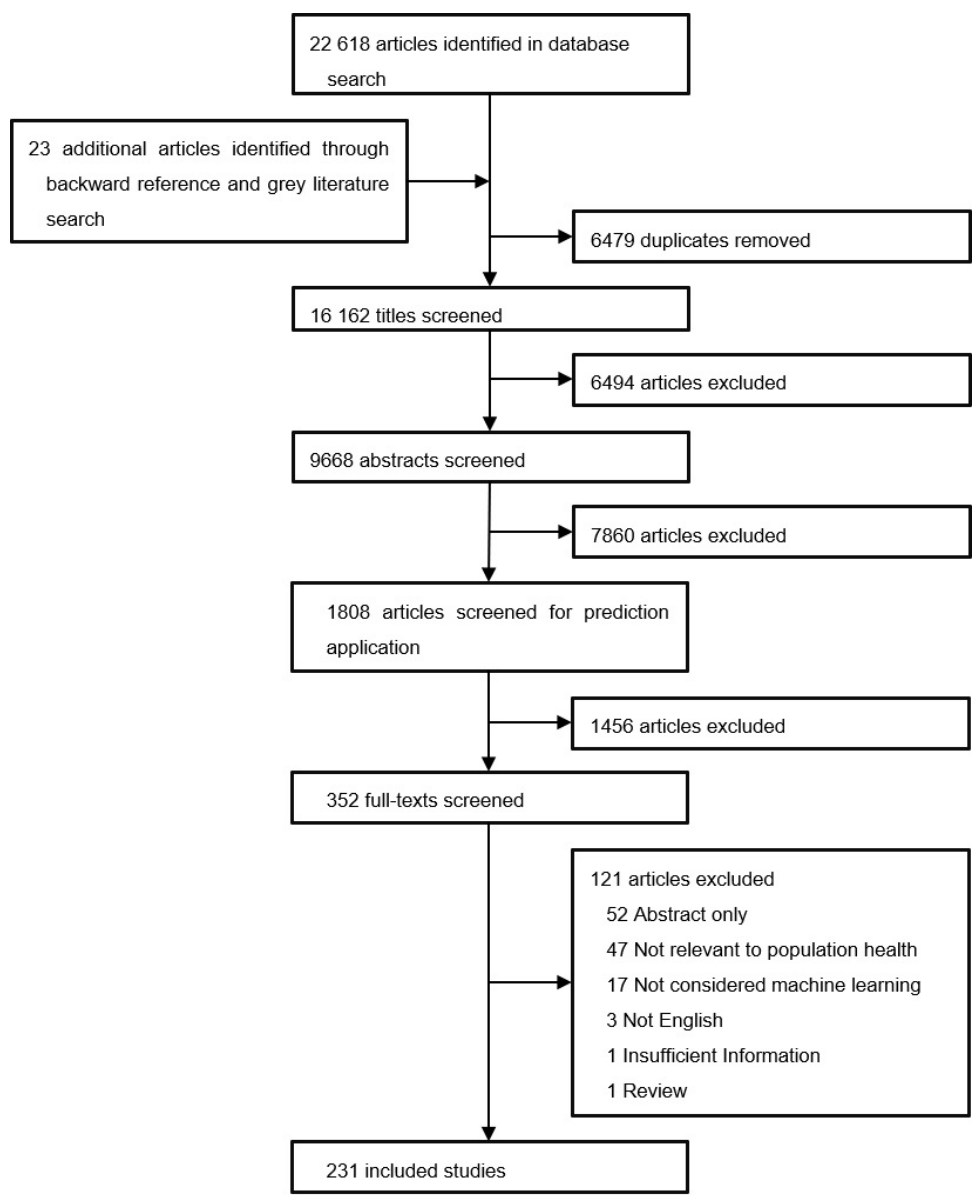 22 618 articles identified in database
search
23 additional articles identified through
backward reference and grey literature
search
6479 duplicates removed
16 162 titles screened
6494 articles excluded
9668 abstracts screened
7860 articles excluded
1808 articles screened for prediction
application
1456 articles excluded
352 full-texts screened
121 articles excluded
52 Abstract only
47 Not relevant to population health
17 Not considered machine learning
3 Not English
1 Insufficient Information
1 Review
231 included studies